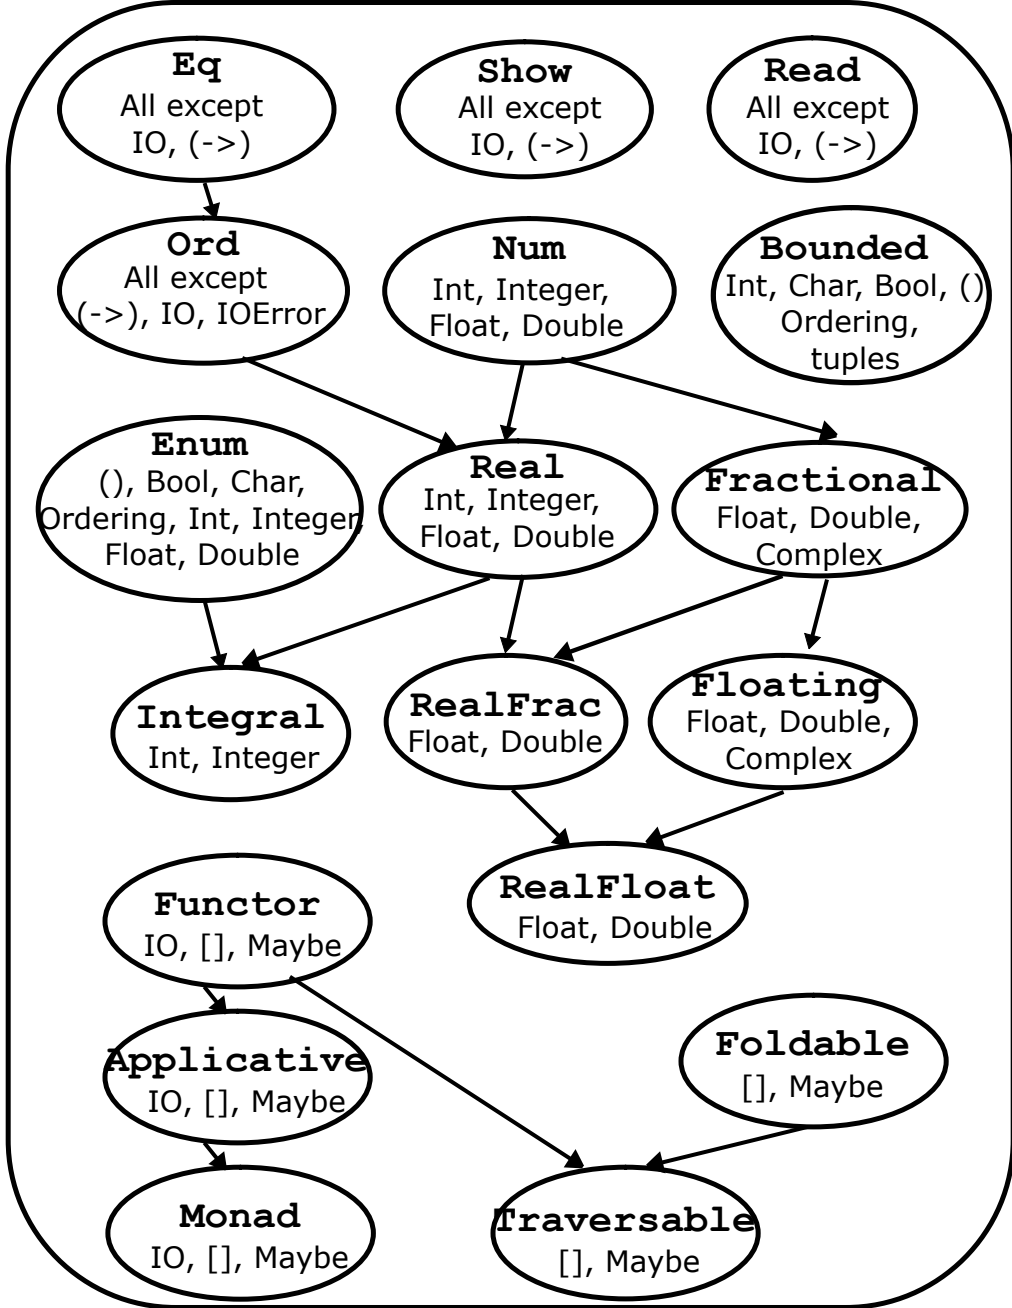 Eq
All except
IO, (->)
Show
All except
IO, (->)
Read
All except
IO, (->)
Ord
All except
(->), IO, IOError
Num
Int, Integer,
Float, Double
Bounded
Int, Char, Bool, ()
Ordering,
tuples
Enum
(), Bool, Char,
Ordering, Int, Integer,
Float, Double
Real
Int, Integer,
Float, Double
Fractional
Float, Double,
Complex
Integral
Int, Integer
RealFrac
Float, Double
Floating
Float, Double,
Complex
RealFloat
Float, Double
Functor
IO, [], Maybe
Applicative
IO, [], Maybe
Foldable
[], Maybe
Monad
IO, [], Maybe
Traversable
[], Maybe